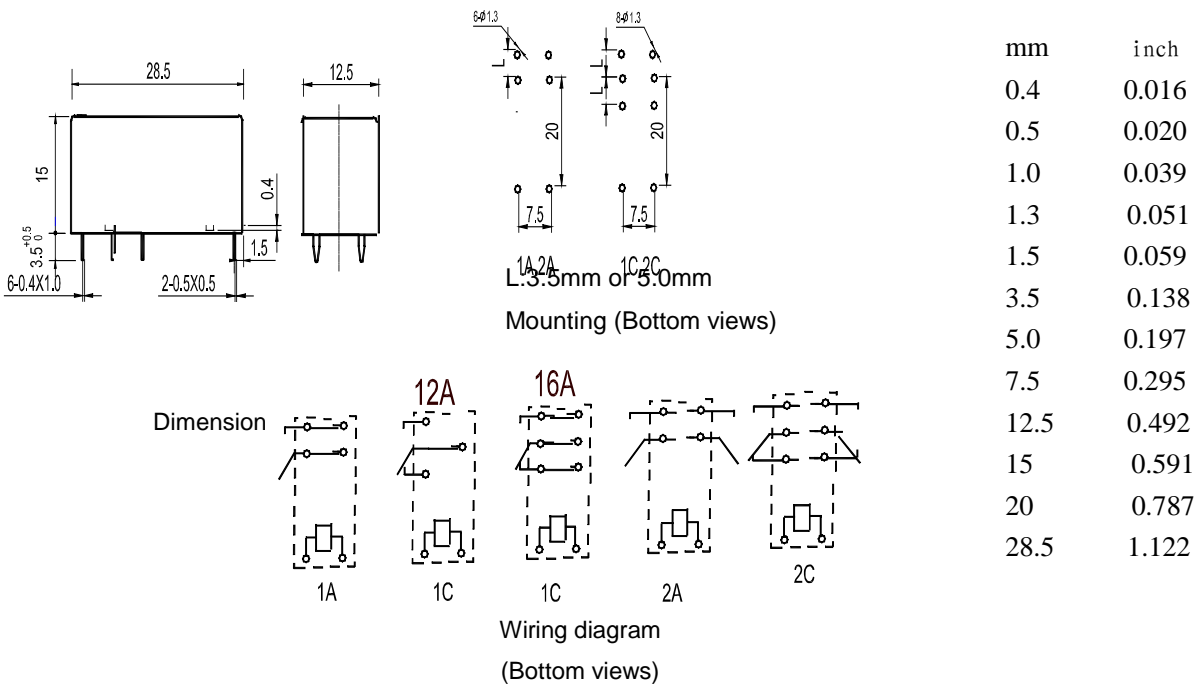 6-ø1.3
8-ø1.3
28.5
12.5
L
L
L
20
20
15
0.4
3.5 +0.5 0
1.5
7.5
7.5
6-0.4X1.0
2-0.5X0.5
1A,2A
1C,2C
L:3.5mm or 5.0mm
Mounting (Bottom views)
Dimension
12A
16A
1A
1C
1C
2A
2C
Wiring diagram
(Bottom views)
mm inch
0.4 0.016
0.5 0.020
1.0 0.039
1.3 0.051
1.5 0.059
3.5 0.138
5.0 0.197
7.5 0.295
12.5 0.492
15 0.591
20 0.787
28.5 1.122